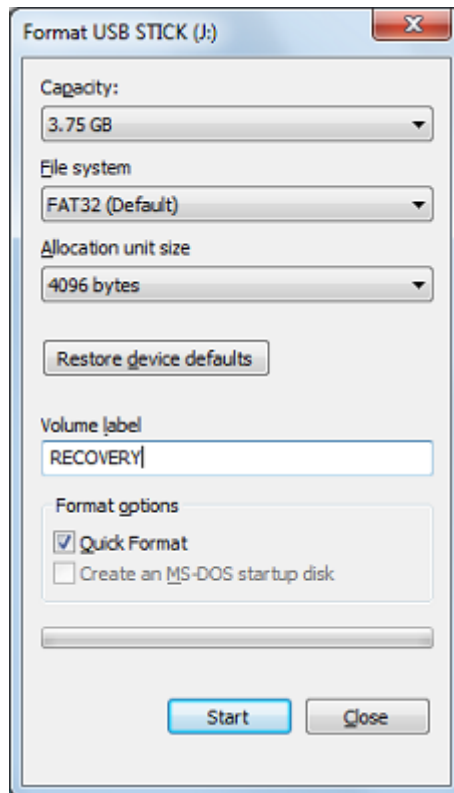 Format USB STICK (J:)
Capacity:
3.75 GB
File system
FAT32 (Default)
Allocation unit size
4096 bytes
Restore device defaults
Volume label
RECOVERY
Format options
Quick Format
Create an MS-DOS startup disk
Start Close